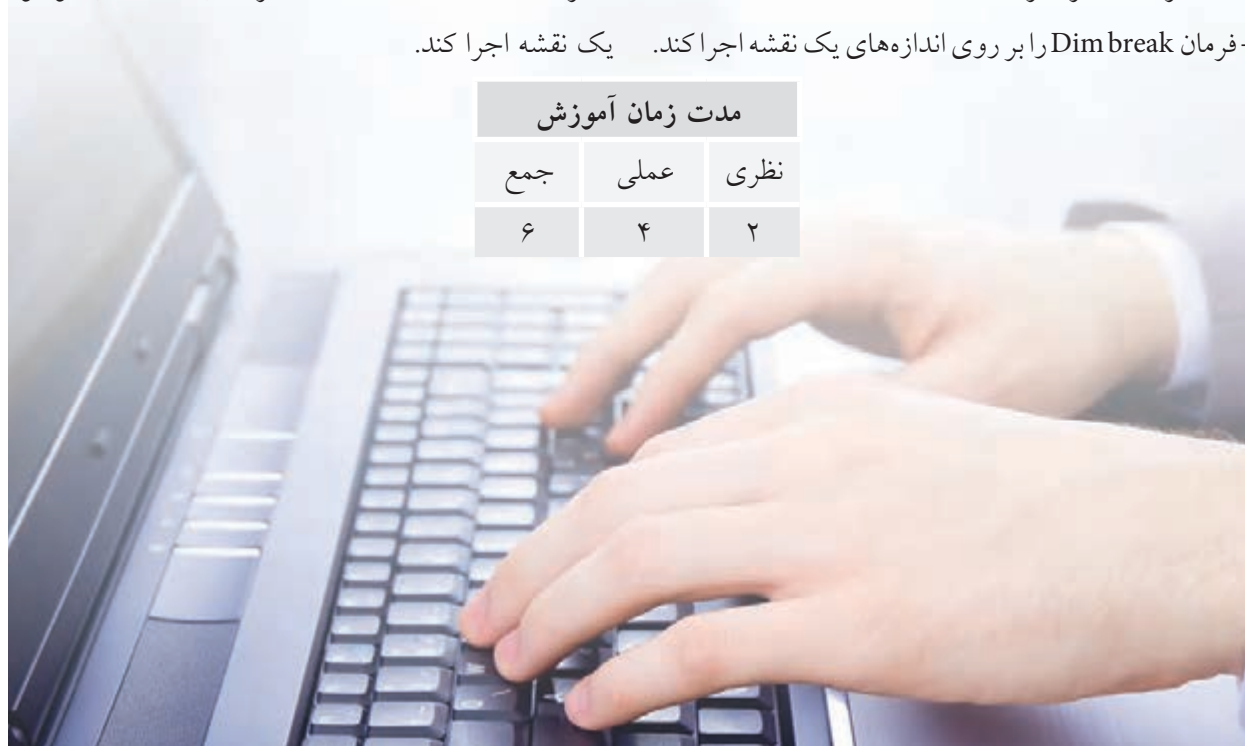 - فرمان Dim break را بر روی اندازه‌های یک نقشه اجرا کند. یک نقشه اجرا کند.
مدت زمان آموزش
نظری عملی جمع
۲ ۴ ۶